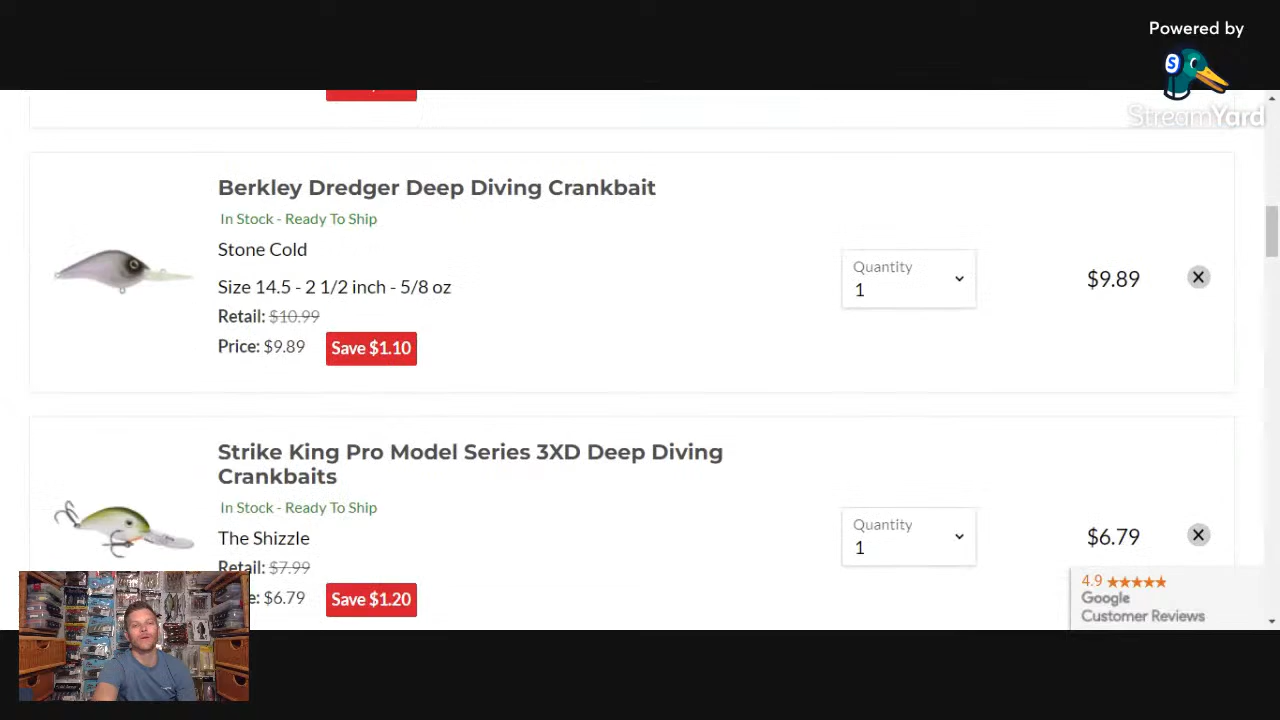 Powered by
S
StreamYard
Berkley Dredger Deep Diving Crankbait
In Stock - Ready To Ship
Stone Cold
Size 14.5 - 2 1/2 inch - 5/8 oz
Retail: $10.99
Price: $9.89 Save $1.10
Quantity
1
$9.89
Strike King Pro Model Series 3XD Deep Diving
Crankbaits
In Stock - Ready To Ship
The Shizzle
Retail: $7.99
e: $6.79 Save $1.20
Quantity
1
$6.79
4.9
Google
Customer Reviews